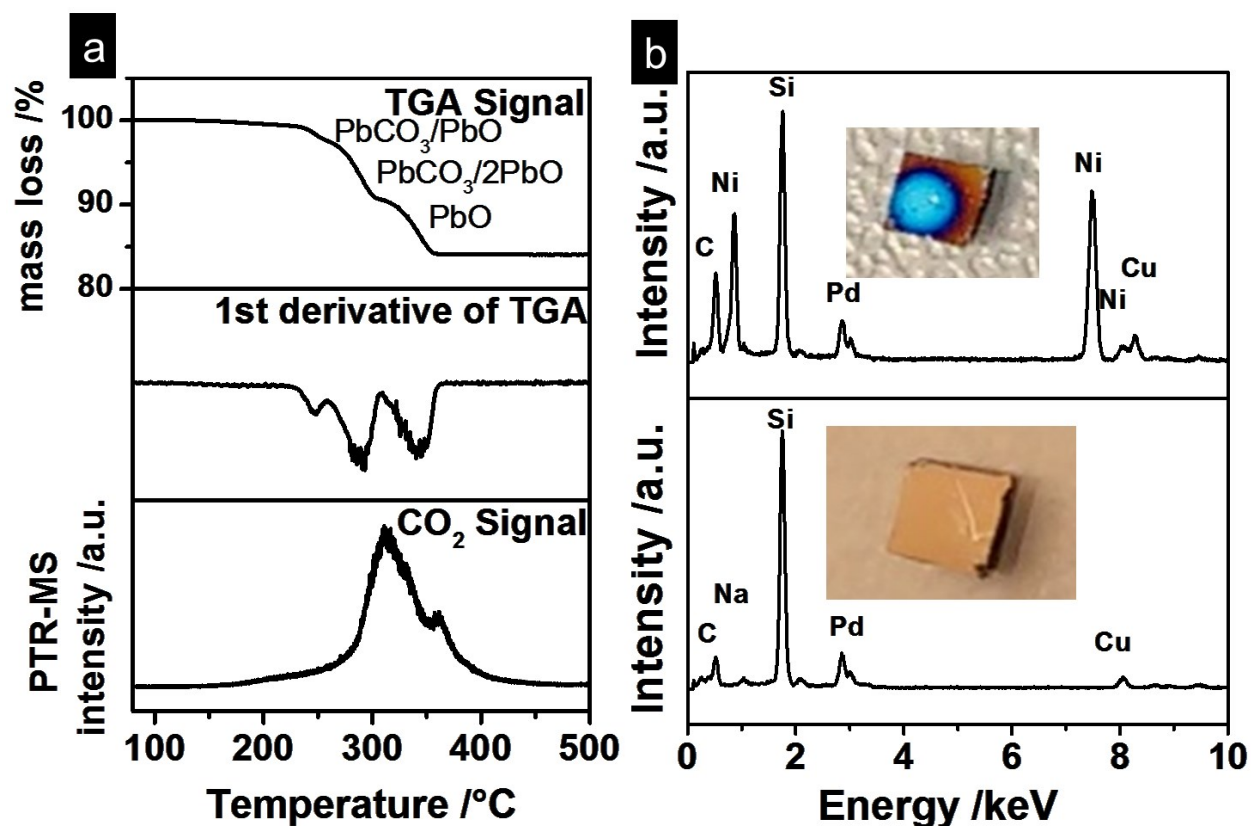 a
TGA Signal
PbCO₃/PbO
PbCO₃/2PbO
PbO
mass loss /%
100
90
80
1st derivative of TGA
CO₂ Signal
PTR-MS
intensity /a.u.
100 200 300 400 500
Temperature /°C
b
Intensity /a.u.
C
Ni
Si
Pd
Ni
Ni
Cu
Intensity /a.u.
C
Na
Si
Pd
Cu
0 2 4 6 8 10
Energy /keV